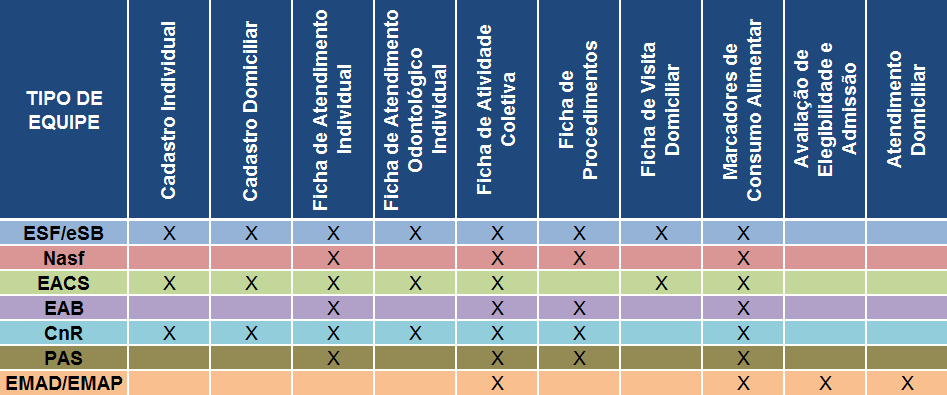 TIPO DE
EQUIPE
Cadastro Individual
Cadastro Domiciliar
Ficha de Atendimento
Individual
Ficha de Atendimento
Odontológico
Individual
Ficha de Atividade
Coletiva
Ficha de
Procedimentos
Ficha de Visita
Domiciliar
Marcadores de
Consumo Alimentar
Avaliação de
Elegibilidade e
Admissão
Atendimento
Domiciliar
ESF/eSB X X X X X X X X
Nasf X X X X
EACS X X X X X X X
EAB X X X X
CnR X X X X X X X
PAS X X X X
EMAD/EMAP X X X X